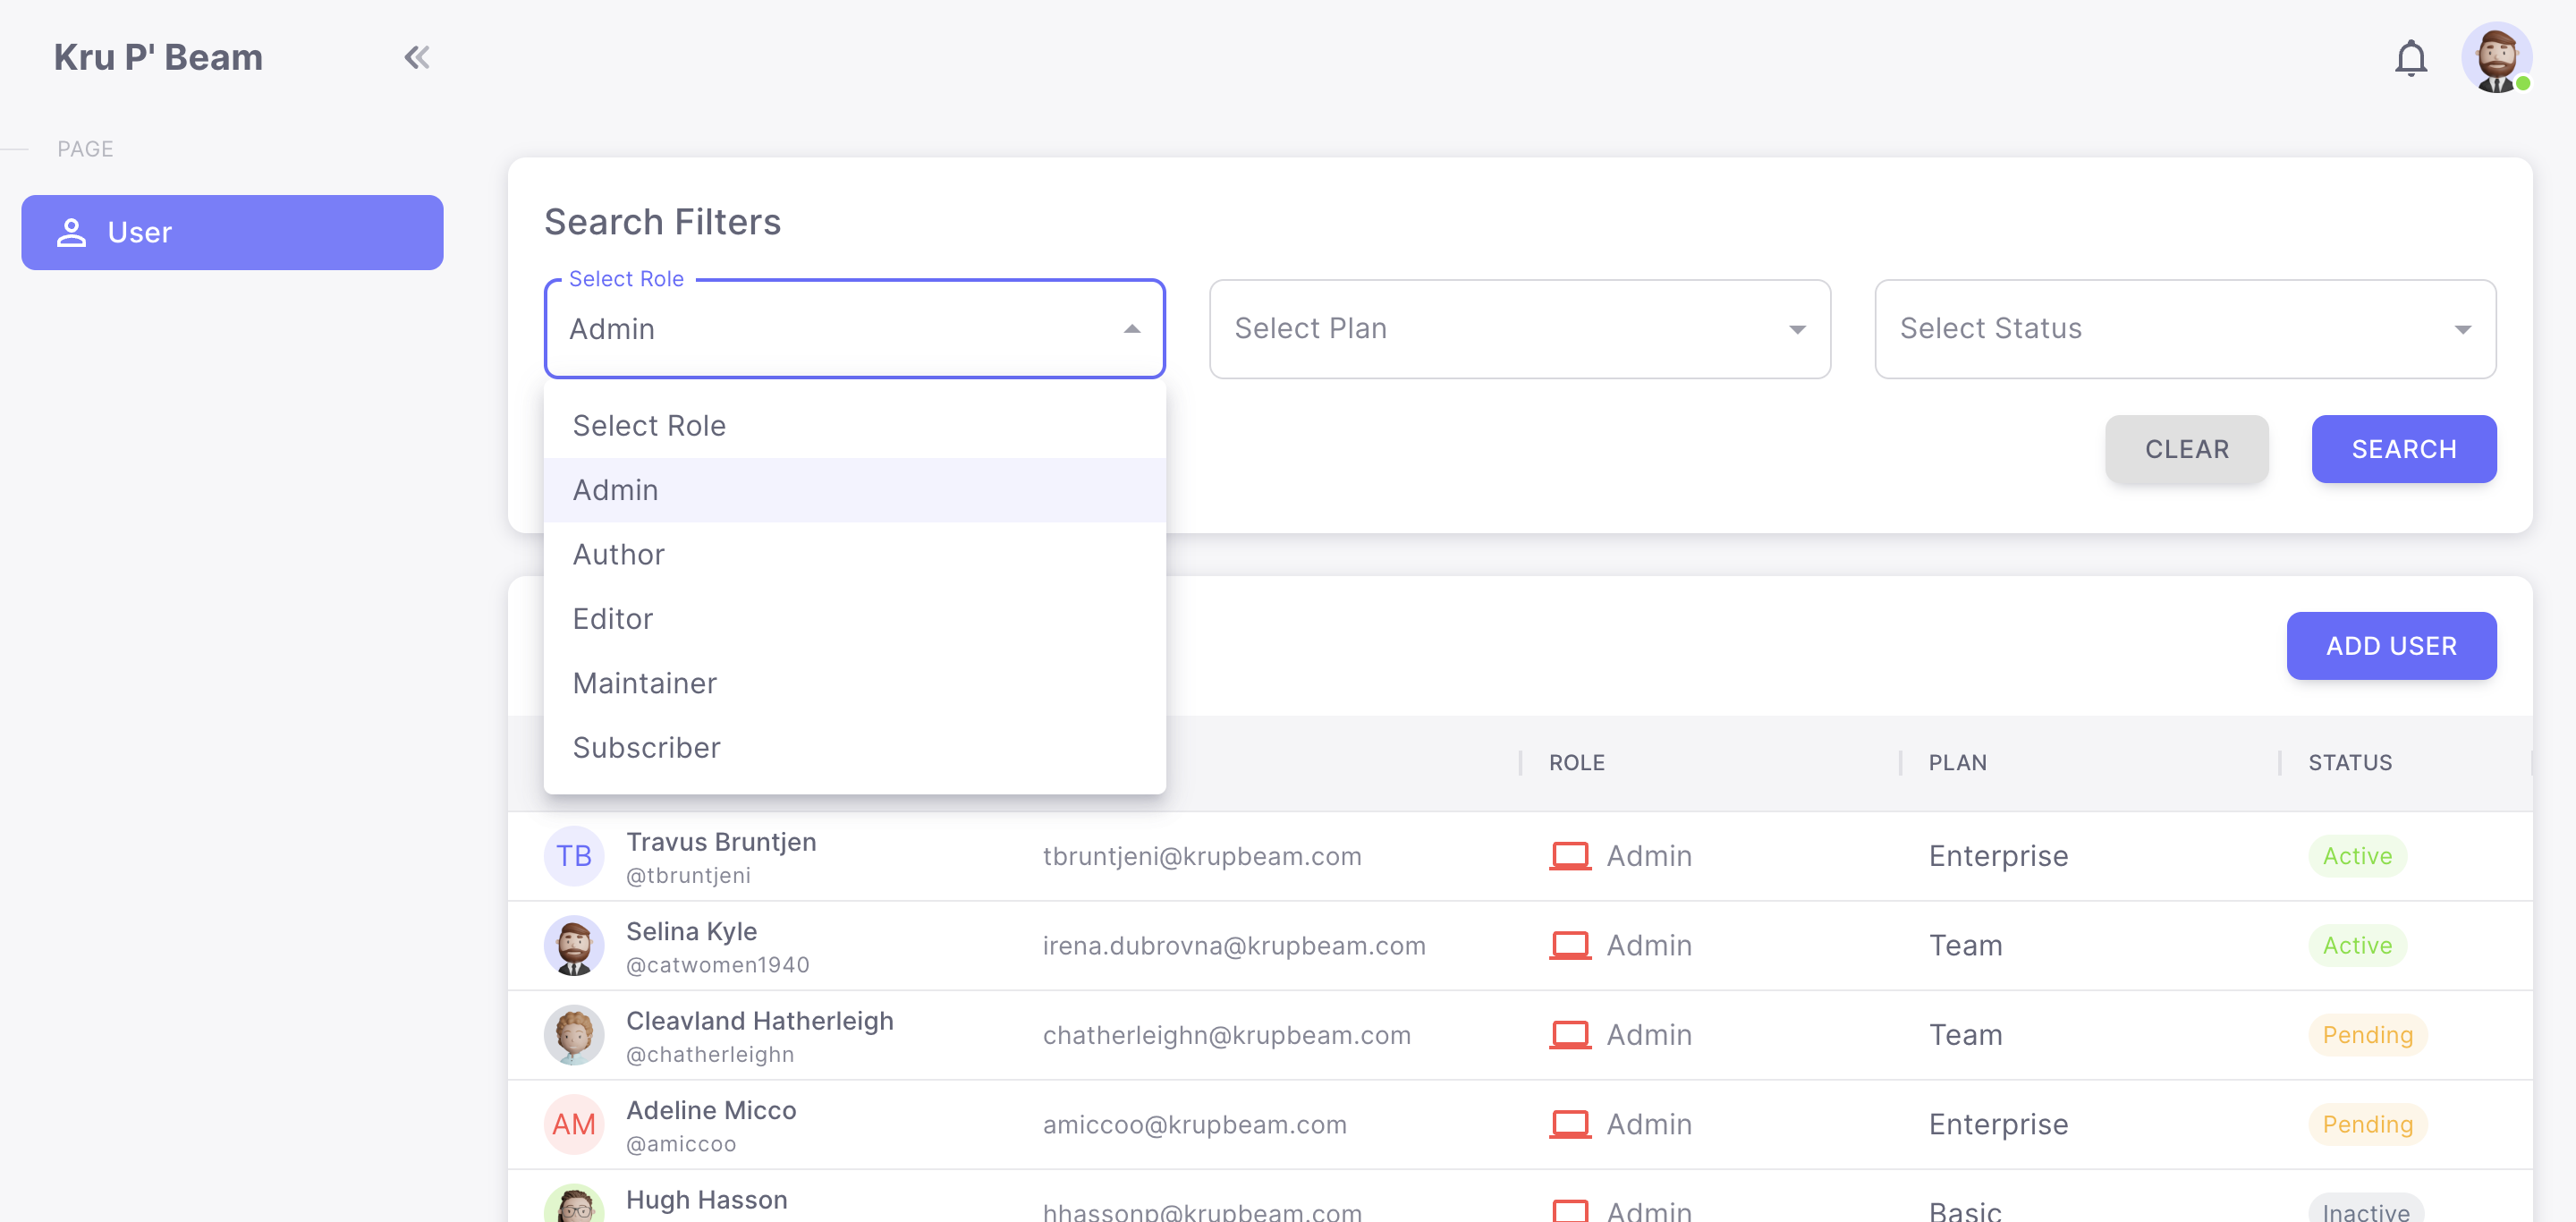 Kru P' Beam
PAGE
User
Search Filters
Select Role
Admin
Select Plan
Select Status
Select Role
Admin
Author
Editor
Maintainer
Subscriber
CLEAR
SEARCH
ADD USER
ROLE
PLAN
STATUS
TB
Travus Bruntjen
@tbruntjeni
tbruntjeni@krupbeam.com
Admin
Enterprise
Active
Selina Kyle
@catwomen1940
irena.dubrovna@krupbeam.com
Admin
Team
Active
Cleavland Hatherleigh
@chatherleighn
chatherleighn@krupbeam.com
Admin
Team
Pending
AM
Adeline Micco
@amiccoo
amiccoo@krupbeam.com
Admin
Enterprise
Pending
Hugh Hasson
hhassonp@krupbeam.com
Admin
Basic
Inactive